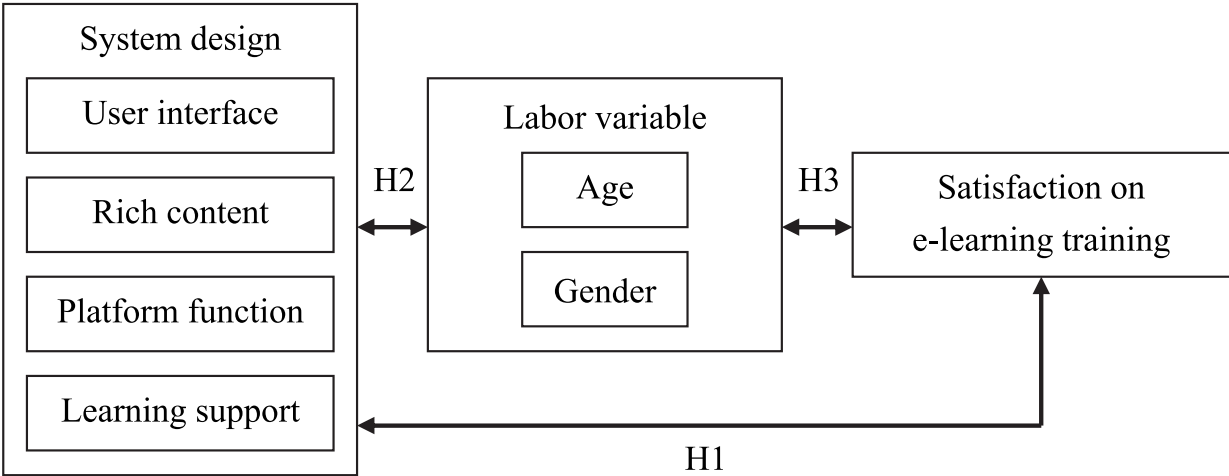 System design
User interface
Rich content
Platform function
Learning support
H2
Labor variable
Age
Gender
H3
Satisfaction on
e-learning training
H1